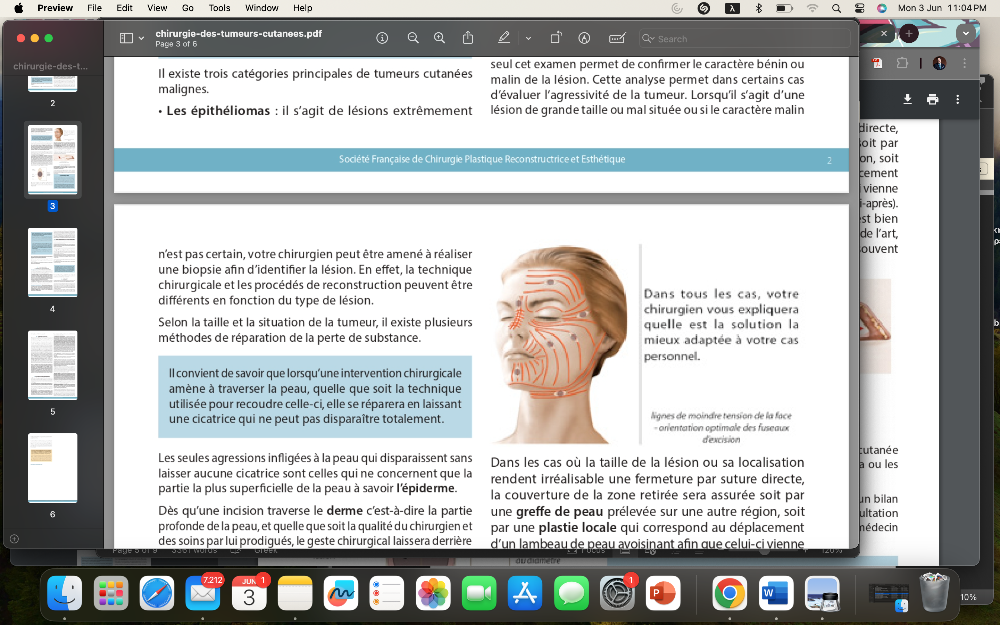 Preview File Edit View Go Tools Window Help
Mon 3 Jun 11:04 PM
chirurgie-des-tumeurs-cutanees.pdf
Page 3 of 6
Search
chirurgie-des-t...
2
3
4
5
6
Il existe trois catégories principales de tumeurs cutanées
malignes.
• Les épithéliomas : il s’agit de lésions extrêmement
seul cet examen permet de confirmer le caractère bénin ou
malin de la lésion. Cette analyse permet dans certains cas
d’évaluer l’agressivité de la tumeur. Lorsqu’il s’agit d’une
lésion de grande taille ou mal située ou si le caractère malin
Société Française de Chirurgie Plastique Reconstructrice et Esthétique
2
n’est pas certain, votre chirurgien peut être amené à réaliser
une biopsie afin d’identifier la lésion. En effet, la technique
chirurgicale et les procédés de reconstruction peuvent être
différents en fonction du type de lésion.
Selon la taille et la situation de la tumeur, il existe plusieurs
méthodes de réparation de la perte de substance.
Il convient de savoir que lorsqu’une intervention chirurgicale
amène à traverser la peau, quelle que soit la technique
utilisée pour recoudre celle-ci, elle se réparera en laissant
une cicatrice qui ne peut pas disparaître totalement.
Les seules agressions infligées à la peau qui disparaissent sans
laisser aucune cicatrice sont celles qui ne concernent que la
partie la plus superficielle de la peau à savoir l’épiderme.
Dès qu’une incision traverse le derme c’est-à-dire la partie
profonde de la peau, et quelle que soit la qualité du chirurgien et
des soins par lui prodigués, le geste chirurgical laissera derrière
Dans tous les cas, votre
chirurgien vous expliquera
quelle est la solution la
mieux adaptée à votre cas
personnel.
lignes de moindre tension de la face
- orientation optimale des fuseaux
d’excision
Dans les cas où la taille de la lésion ou sa localisation
rendent irréalisable une fermeture par suture directe,
la couverture de la zone retirée sera assurée soit par
une greffe de peau prélevée sur une autre région, soit
par une plastie locale qui correspond au déplacement
d’un lambeau de peau avoisinant afin que celui-ci vienne
directe,
soit par
on, soit
cement
vienne
i-après).
est bien
de l’art,
souvent
cutanée
a ou les
un bilan
ultation
médecin
Page 5 of 9 3361 words Greek
Focus
120%
au diamètre
10%
7.212
JUN
3
1
1
P
W